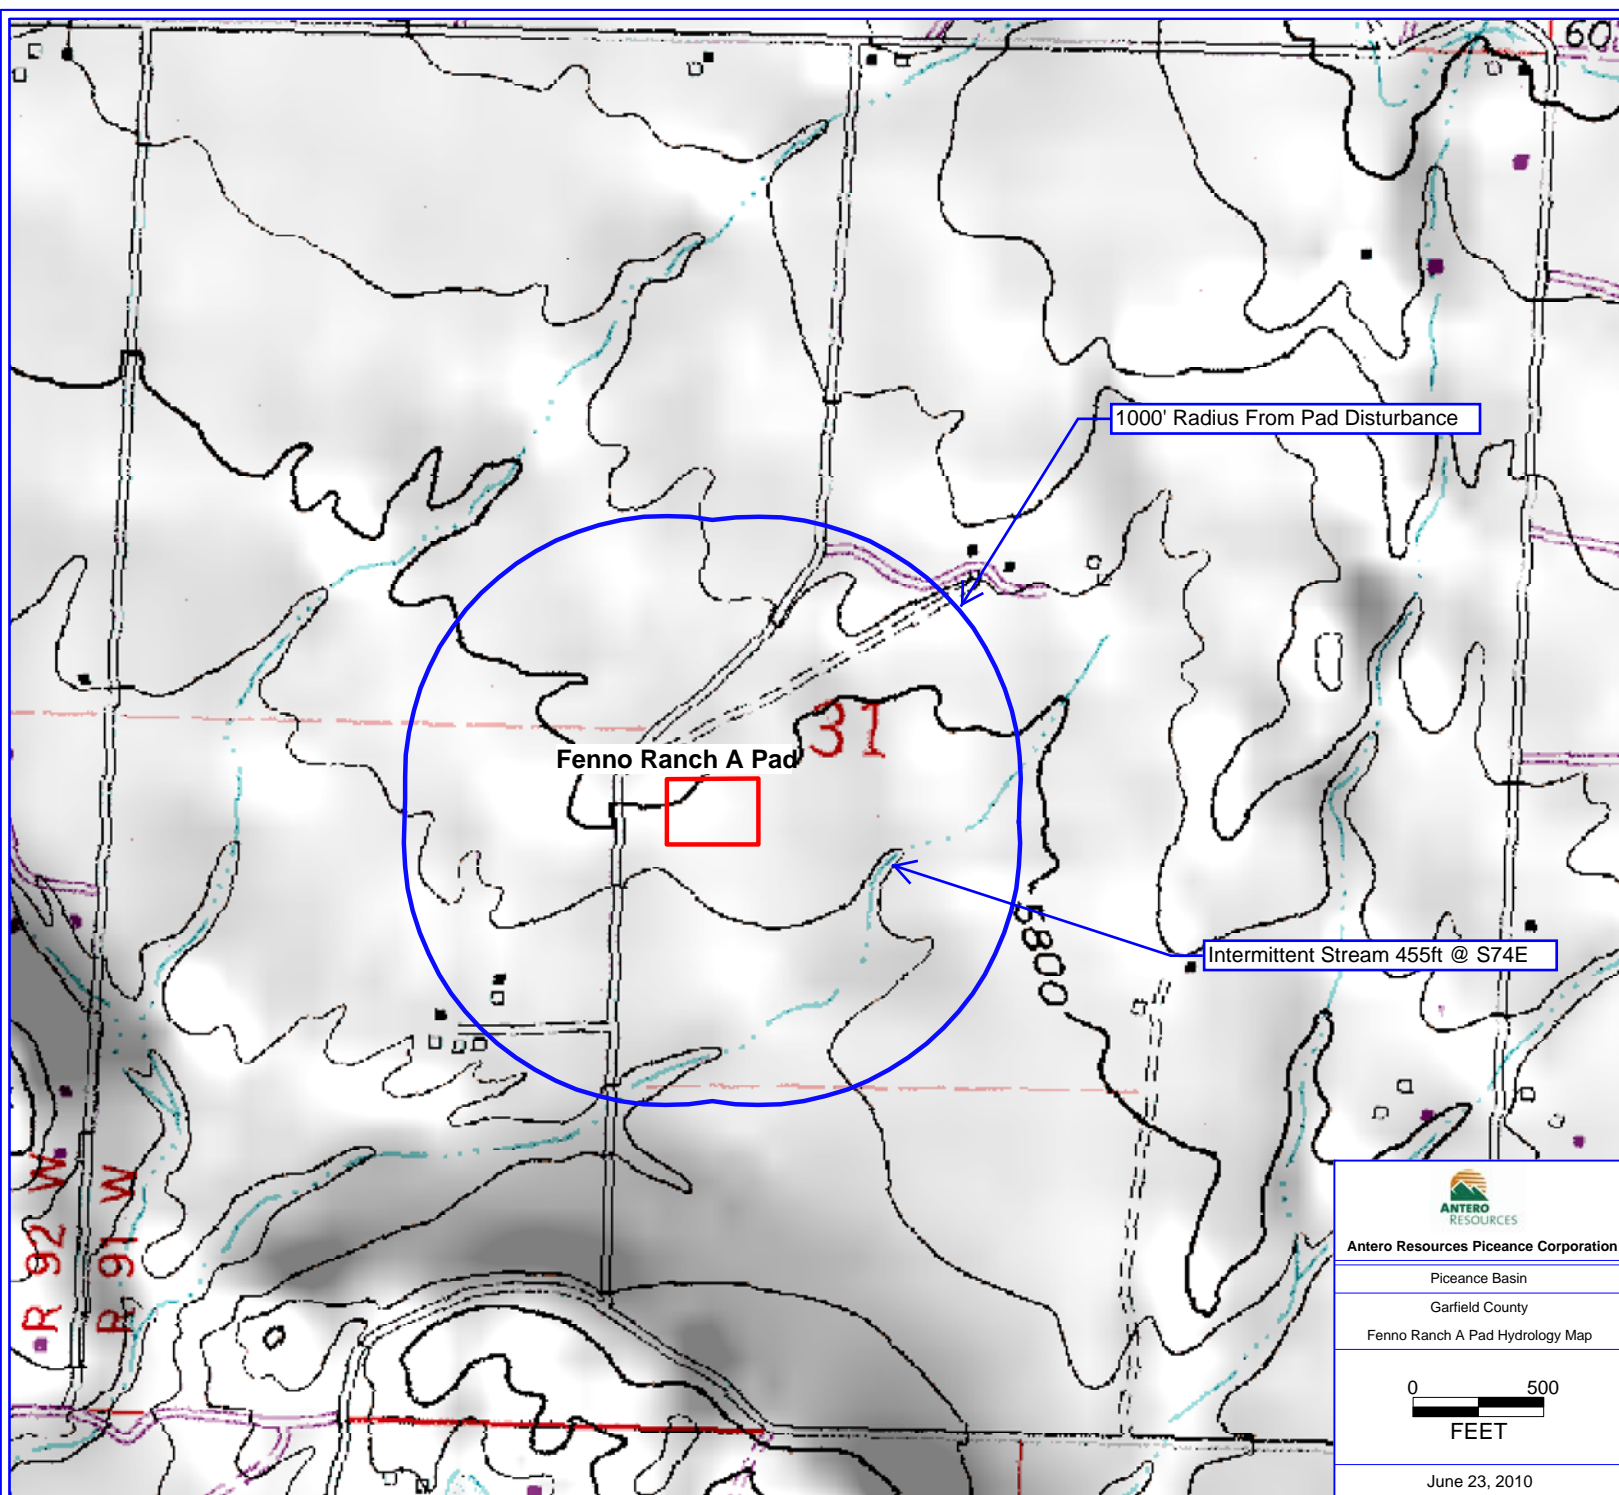 60
1000' Radius From Pad Disturbance
31
Fenno Ranch A Pad
5800
Intermittent Stream 455ft @ S74E
R 92 W
R 91 W
ANTERO
RESOURCES
Antero Resources Piceance Corporation
Piceance Basin
Garfield County
Fenno Ranch A Pad Hydrology Map
0 500
FEET
June 23, 2010